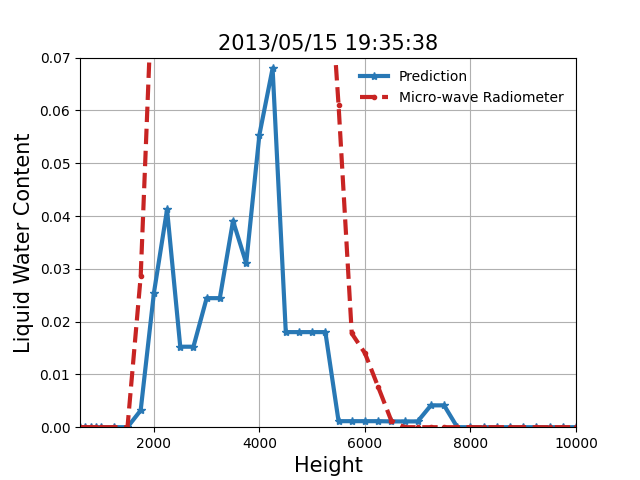 2013/05/15 19:35:38
Liquid Water Content
0.07
0.06
0.05
0.04
0.03
0.02
0.01
0.00
Prediction
Micro-wave Radiometer
2000 4000 6000 8000 10000
Height